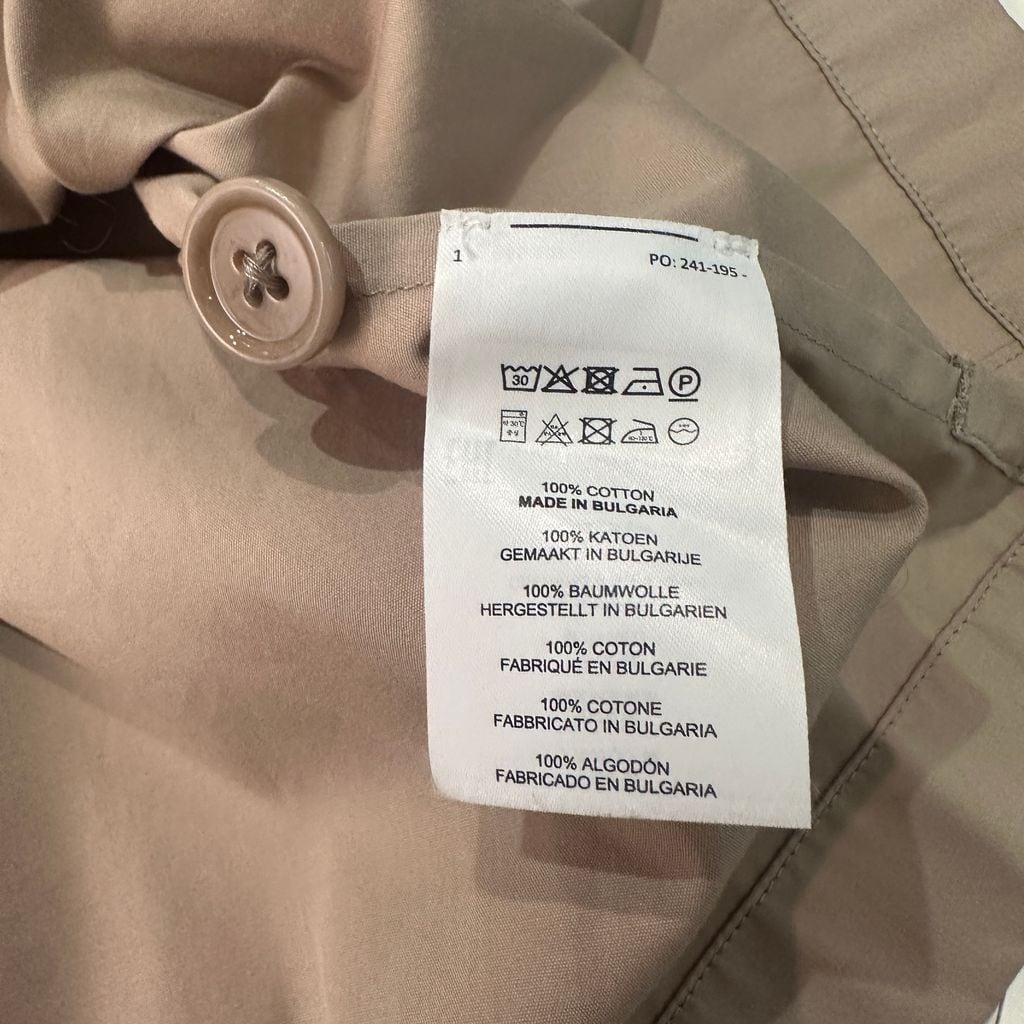 1
PO: 241-195 -
30
P
100% COTTON
MADE IN BULGARIA
100% KATOEN
GEMAAKT IN BULGARIJE
100% BAUMWOLLE
HERGESTELLT IN BULGARIEN
100% COTON
FABRIQUÉ EN BULGARIE
100% COTONE
FABBRICATO IN BULGARIA
100% ALGODÓN
FABRICADO EN BULGARIA